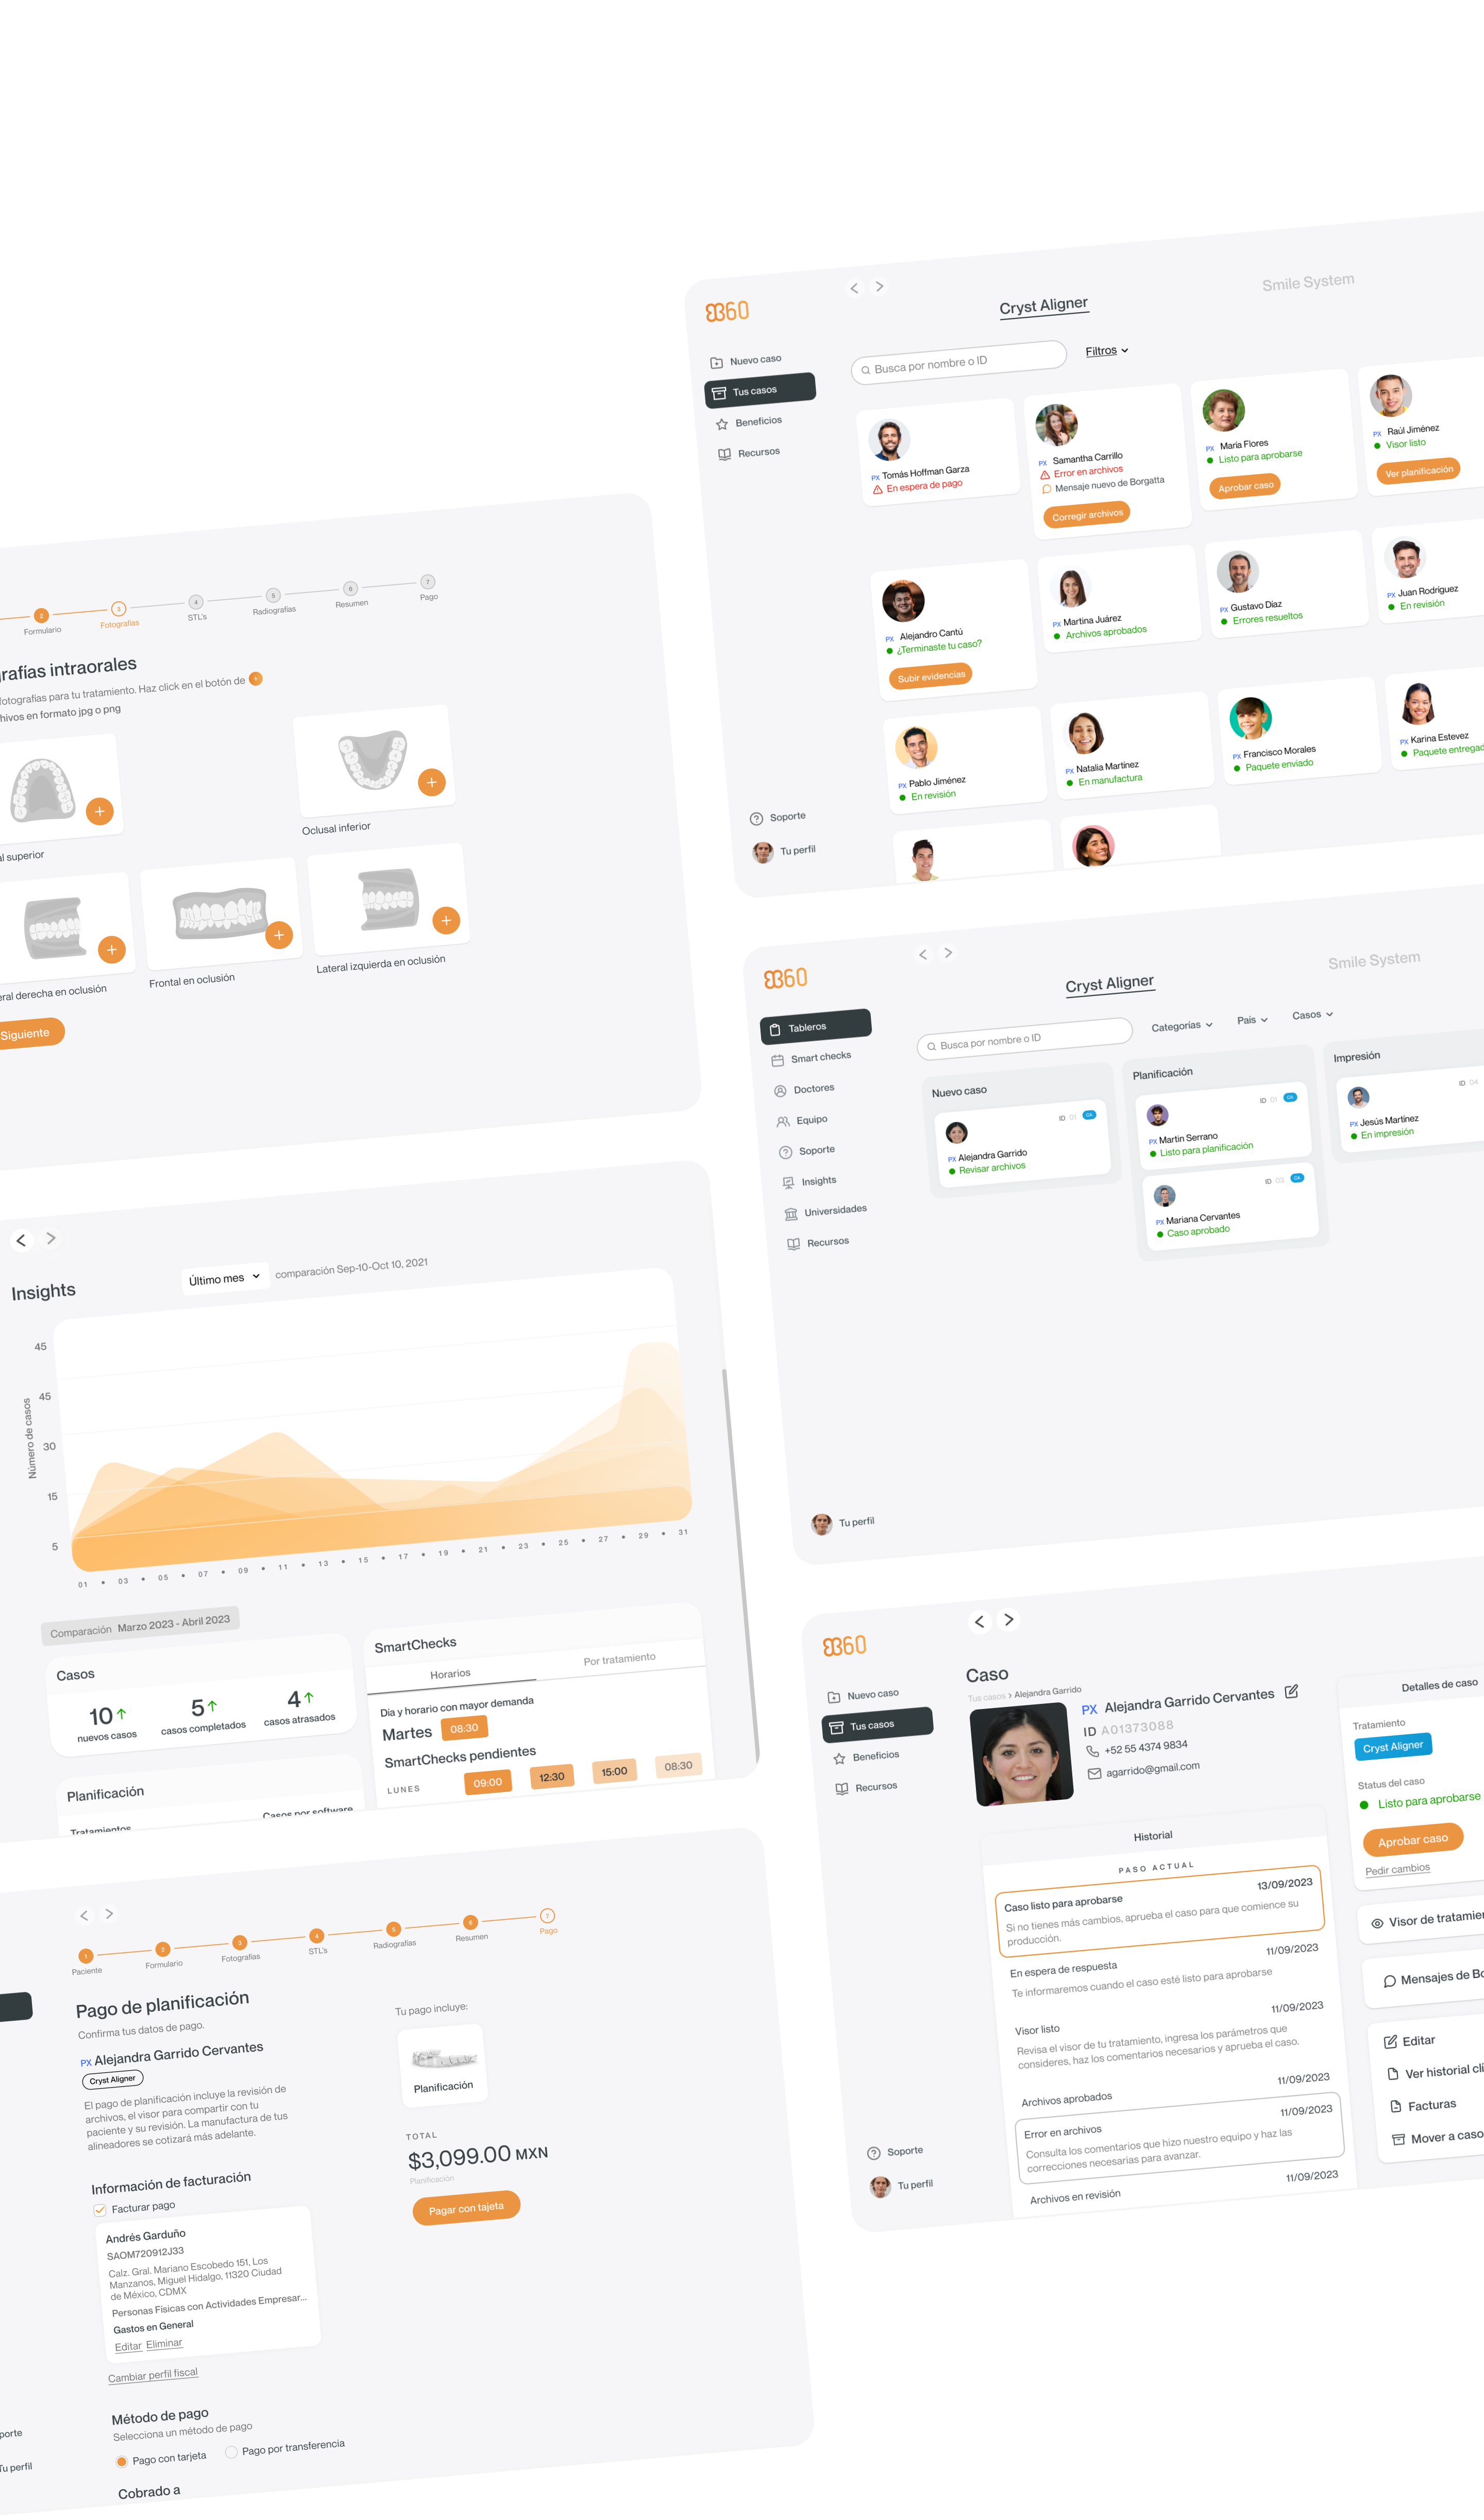 2
3
4
5
6
7
Formulario
Fotografías
STL's
Radiografías
Resumen
Pago
grafías intraorales
fotografías para tu tratamiento. Haz click en el botón de +
hivos en formato jpg o png
al superior
Oclusal inferior
eral derecha en oclusión
Frontal en oclusión
Lateral izquierda en oclusión
Siguiente
360
Nuevo caso
Tus casos
Beneficios
Recursos
Soporte
Tu perfil
Cryst Aligner
Smile System
Busca por nombre o ID
Filtros
PX Tomás Hoffman Garza
En espera de pago
PX Samantha Carrillo
Error en archivos
Mensaje nuevo de Borgatta
Corregir archivos
PX María Flores
Listo para aprobarse
Aprobar caso
PX Raúl Jiménez
Visor listo
Ver planificación
PX Alejandro Cantú
¿Terminaste tu caso?
Subir evidencias
PX Martina Juárez
Archivos aprobados
PX Gustavo Díaz
Errores resueltos
PX Juan Rodríguez
En revisión
PX Pablo Jiménez
En revisión
PX Natalia Martínez
En manufactura
PX Francisco Morales
Paquete enviado
PX Karina Estevez
Paquete entregad
360
Tableros
Smart checks
Doctores
Equipo
Soporte
Insights
Universidades
Recursos
Tu perfil
Cryst Aligner
Smile System
Busca por nombre o ID
Categorías
País
Casos
Nuevo caso
ID 01 CA
PX Alejandra Garrido
Revisar archivos
Planificación
ID 01 CA
PX Martín Serrano
Listo para planificación
ID 03 CA
PX Mariana Cervantes
Caso aprobado
Impresión
ID 04
PX Jesús Martínez
En impresión
Insights
Último mes
comparación Sep-10-Oct 10, 2021
Número de casos
45
45
30
15
5
01 • 03 • 05 • 07 • 09 • 11 • 13 • 15 • 17 • 19 • 21 • 23 • 25 • 27 • 29 • 31
Comparación Marzo 2023 - Abril 2023
Casos
10
nuevos casos
5
casos completados
4
casos atrasados
Planificación
Tratamientos
Casos por software
SmartChecks
Horarios
Por tratamiento
Día y horario con mayor demanda
Martes 08:30
SmartChecks pendientes
LUNES 09:00 12:30 15:00 08:30
360
Nuevo caso
Tus casos
Beneficios
Recursos
Soporte
Tu perfil
Caso
Tus casos > Alejandra Garrido
PX Alejandra Garrido Cervantes
ID A01373088
+52 55 4374 9834
agarrido@gmail.com
Historial
PASO ACTUAL
Caso listo para aprobarse 13/09/2023
Si no tienes más cambios, aprueba el caso para que comience su
producción.
En espera de respuesta 11/09/2023
Te informaremos cuando el caso esté listo para aprobarse
Visor listo 11/09/2023
Revisa el visor de tu tratamiento, ingresa los parámetros que
consideres, haz los comentarios necesarios y aprueba el caso.
Archivos aprobados 11/09/2023
Error en archivos 11/09/2023
Consulta los comentarios que hizo nuestro equipo y haz las
correcciones necesarias para avanzar.
Archivos en revisión 11/09/2023
Detalles de caso
Tratamiento
Cryst Aligner
Status del caso
Listo para aprobarse
Aprobar caso
Pedir cambios
Visor de tratamien
Mensajes de Bo
Editar
Ver historial clí
Facturas
Mover a caso
1
2
3
4
5
6
7
Paciente
Formulario
Fotografías
STL's
Radiografías
Resumen
Pago
Pago de planificación
Confirma tus datos de pago.
PX Alejandra Garrido Cervantes
Cryst Aligner
El pago de planificación incluye la revisión de
archivos, el visor para compartir con tu
paciente y su revisión. La manufactura de tus
alineadores se cotizará más adelante.
Información de facturación
Facturar pago
Andrés Garduño
SAOM720912J33
Calz. Gral. Mariano Escobedo 151, Los
Manzanos, Miguel Hidalgo, 11320 Ciudad
de México, CDMX
Personas Físicas con Actividades Empresar...
Gastos en General
Editar Eliminar
Cambiar perfil fiscal
Método de pago
Selecciona un método de pago
Pago con tarjeta
Pago por transferencia
Cobrado a
Tu pago incluye:
Planificación
TOTAL
$3,099.00 MXN
Planificación
Pagar con tajeta
porte
Tu perfil